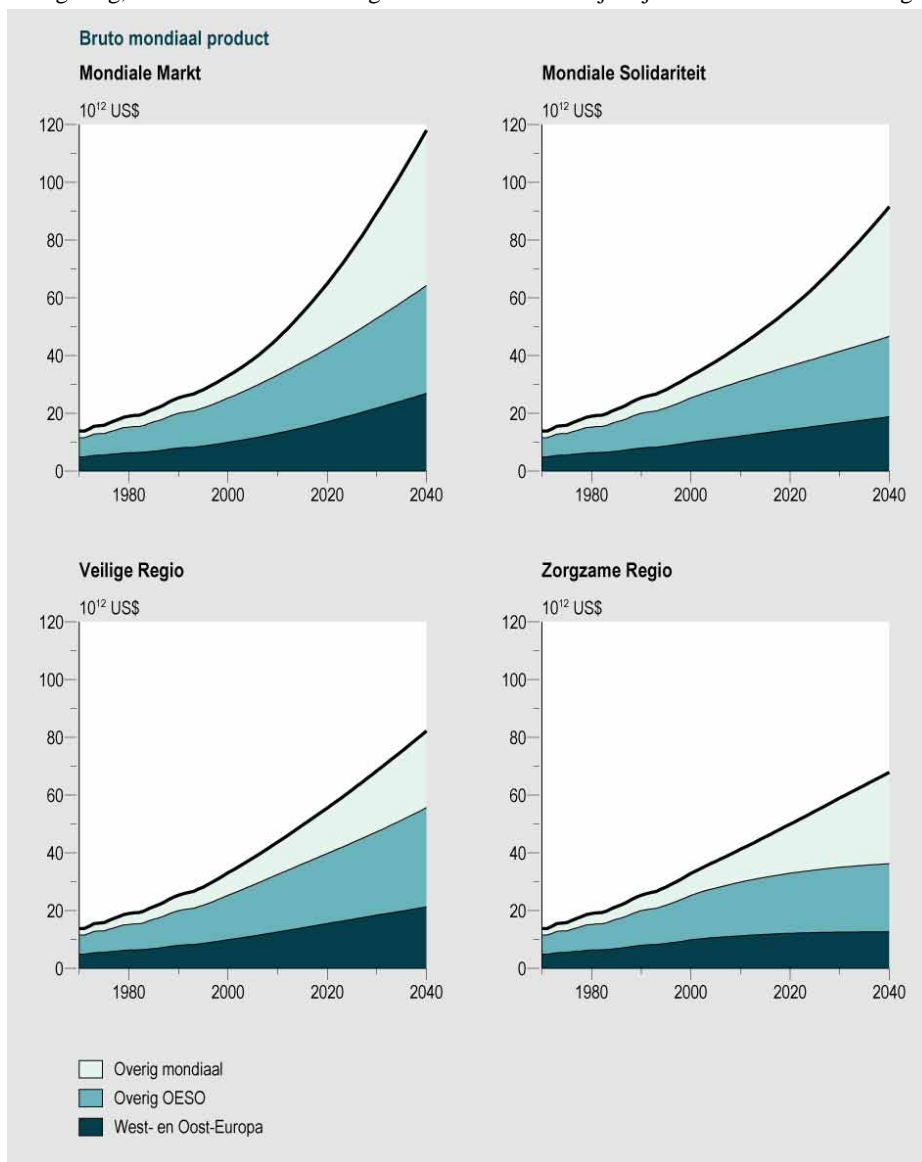 Bruto mondiaal product
Mondiale Markt
10¹² US$
120
100
80
60
40
20
0
1980 2000 2020 2040
Mondiale Solidariteit
10¹² US$
120
100
80
60
40
20
0
1980 2000 2020 2040
Veilige Regio
10¹² US$
120
100
80
60
40
20
0
1980 2000 2020 2040
Zorgzame Regio
10¹² US$
120
100
80
60
40
20
0
1980 2000 2020 2040
Overig mondiaal
Overig OESO
West- en Oost-Europa